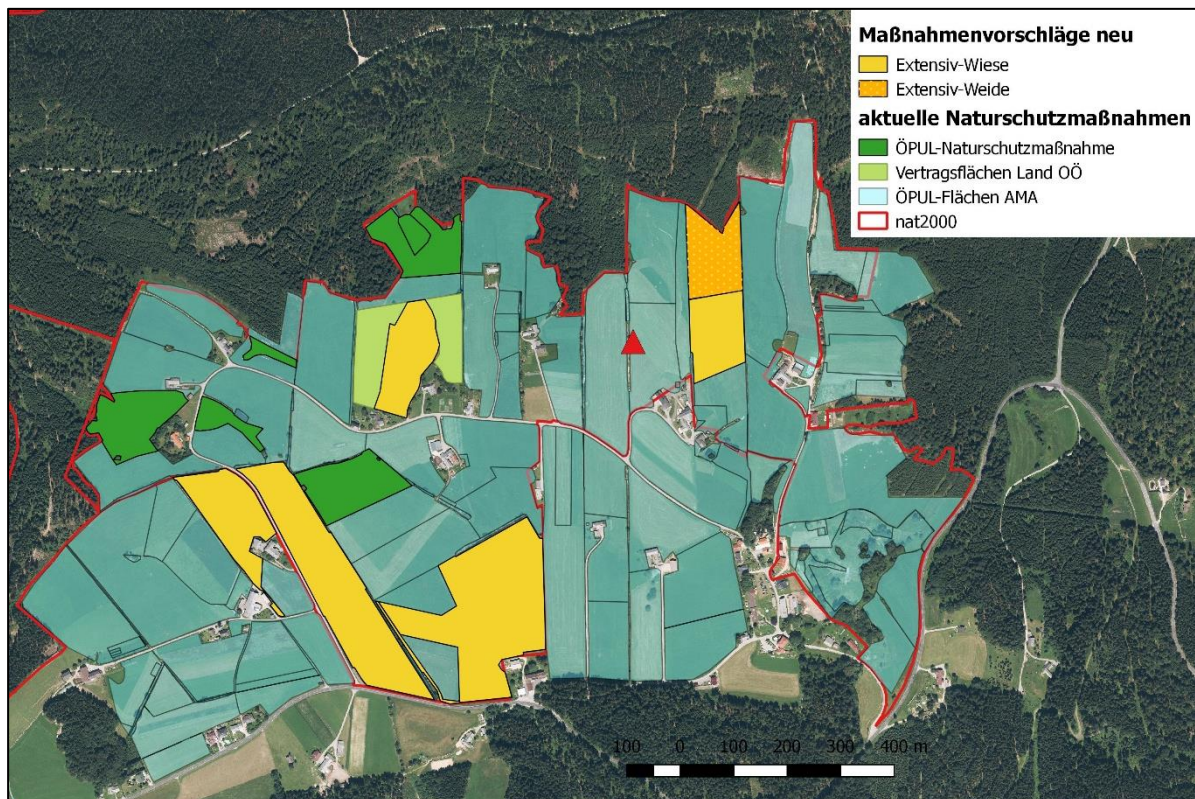 Maßnahmenvorschläge neu
Extensiv-Wiese
Extensiv-Weide
aktuelle Naturschutzmaßnahmen
ÖPUL-Naturschutzmaßnahme
Vertragsflächen Land OÖ
ÖPUL-Flächen AMA
nat2000
100 0 100 200 300 400 m